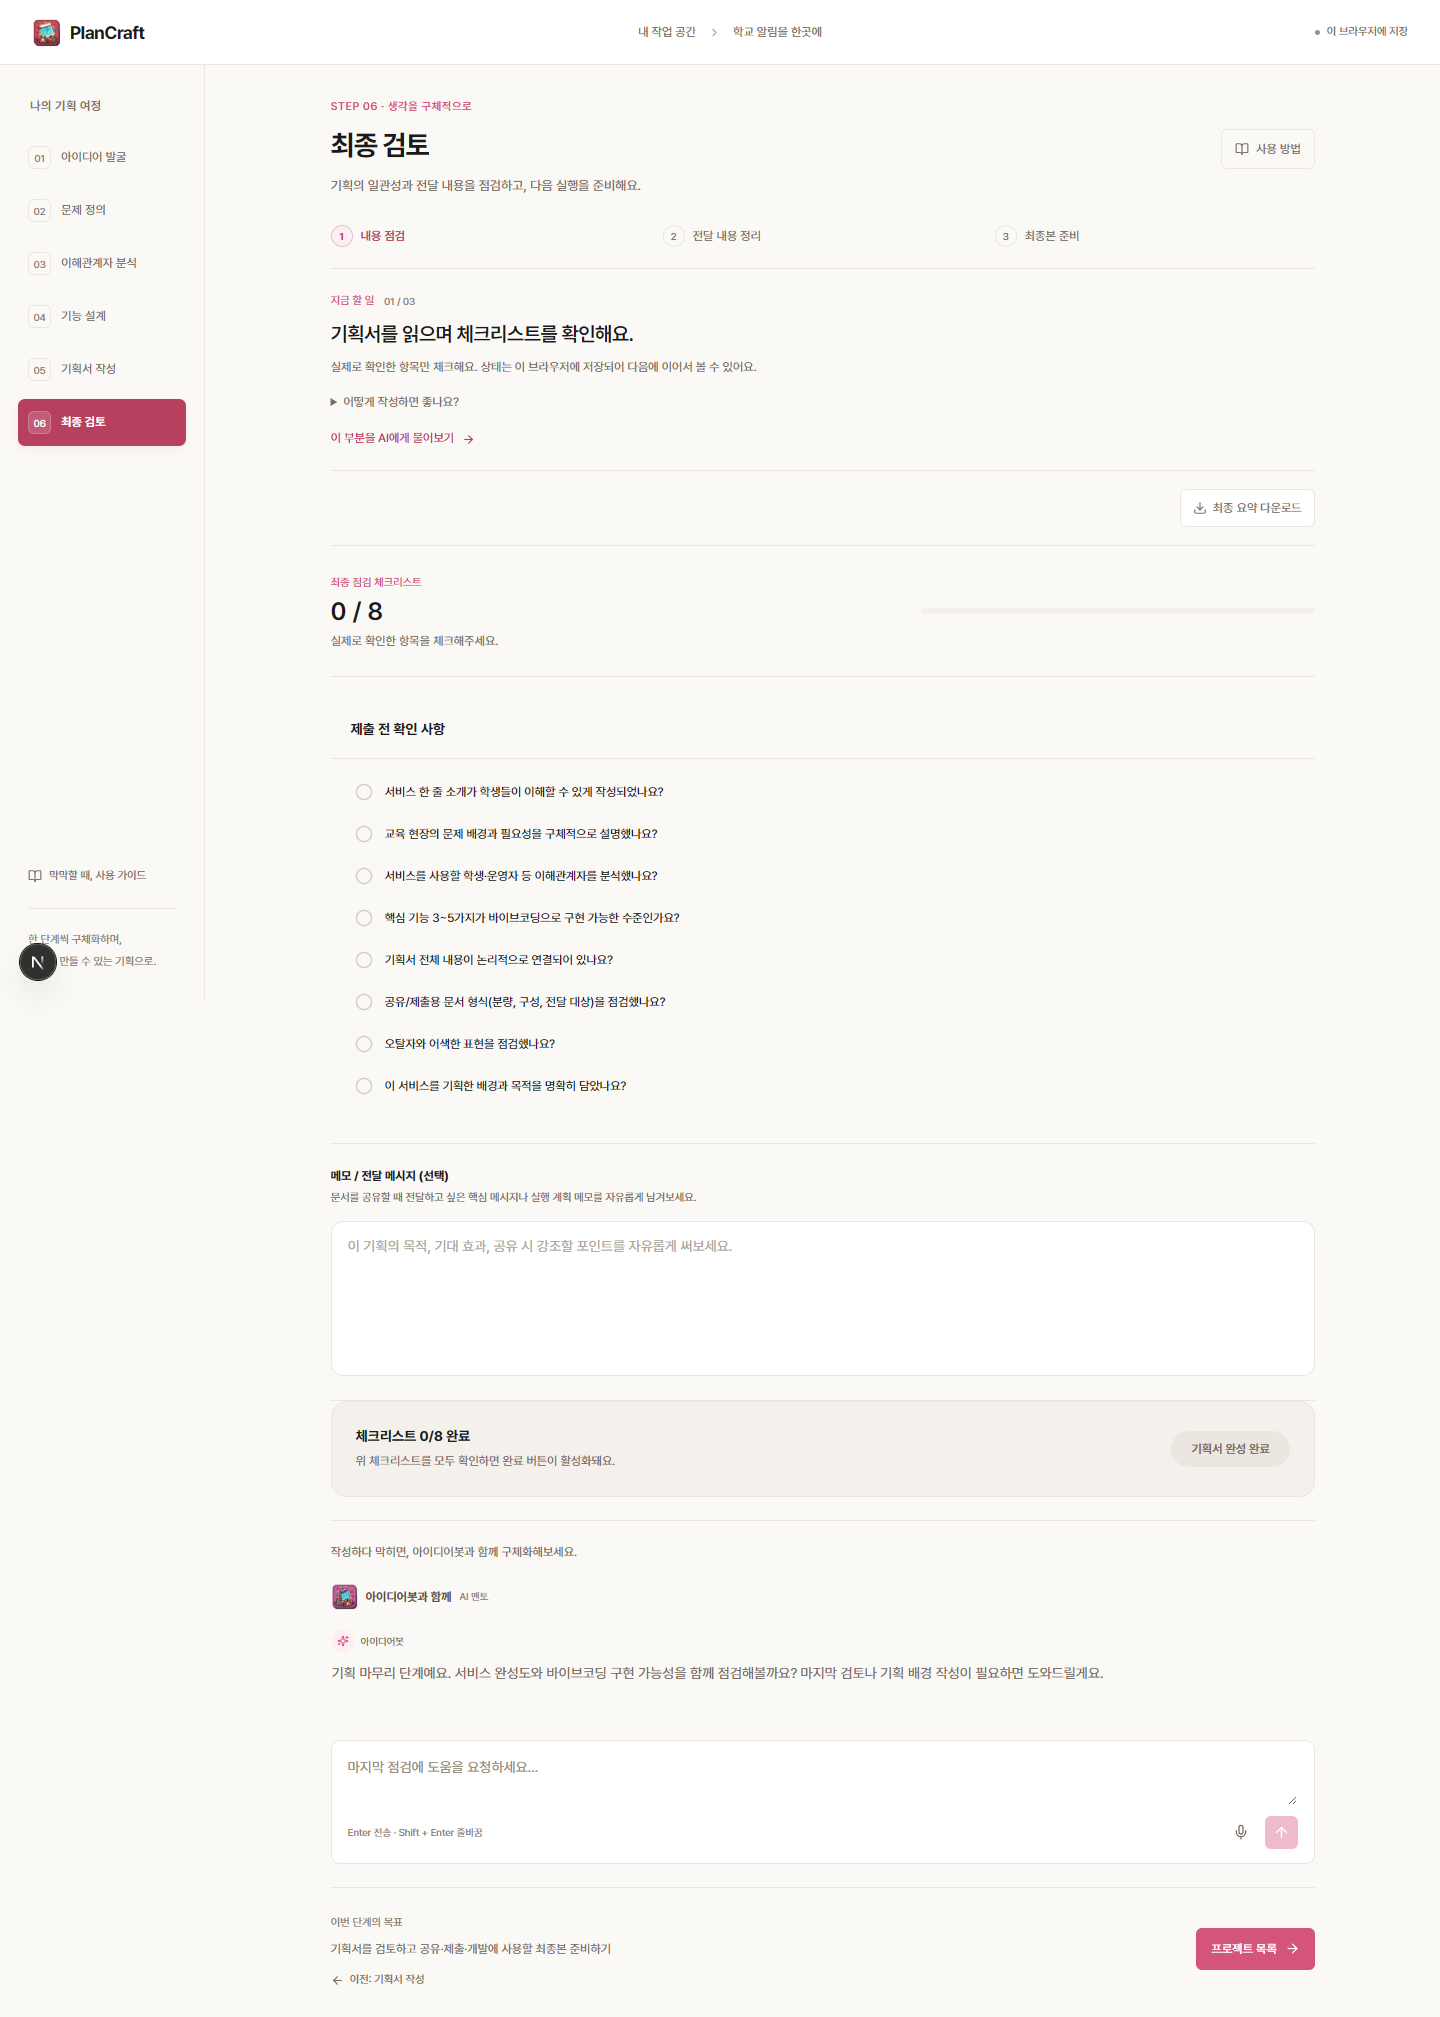 PlanCraft
내 작업 공간 > 학교 알림을 한곳에
이 브라우저에 저장
나의 기획 여정
01 아이디어 발굴
02 문제 정의
03 이해관계자 분석
04 기능 설계
05 기획서 작성
06 최종 검토
막막할 때, 사용 가이드
한 단계씩 구체화하며,
만들 수 있는 기획으로.
N
STEP 06 · 생각을 구체적으로
최종 검토
사용 방법
기획의 일관성과 전달 내용을 점검하고, 다음 실행을 준비해요.
1 내용 점검
2 전달 내용 정리
3 최종본 준비
지금 할 일 01 / 03
기획서를 읽으며 체크리스트를 확인해요.
실제로 확인한 항목만 체크해요. 상태는 이 브라우저에 저장되어 다음에 이어서 볼 수 있어요.
어떻게 작성하면 좋나요?
이 부분을 AI에게 물어보기 →
최종 요약 다운로드
최종 점검 체크리스트
0 / 8
실제로 확인한 항목을 체크해주세요.
제출 전 확인 사항
서비스 한 줄 소개가 학생들이 이해할 수 있게 작성되었나요?
교육 현장의 문제 배경과 필요성을 구체적으로 설명했나요?
서비스를 사용할 학생·운영자 등 이해관계자를 분석했나요?
핵심 기능 3~5가지가 바이브코딩으로 구현 가능한 수준인가요?
기획서 전체 내용이 논리적으로 연결되어 있나요?
공유/제출용 문서 형식(분량, 구성, 전달 대상)을 점검했나요?
오탈자와 어색한 표현을 점검했나요?
이 서비스를 기획한 배경과 목적을 명확히 담았나요?
메모 / 전달 메시지 (선택)
문서를 공유할 때 전달하고 싶은 핵심 메시지나 실행 계획 메모를 자유롭게 남겨보세요.
이 기획의 목적, 기대 효과, 공유 시 강조할 포인트를 자유롭게 써보세요.
체크리스트 0/8 완료
위 체크리스트를 모두 확인하면 완료 버튼이 활성화돼요.
기획서 완성 완료
작성하다 막히면, 아이디어봇과 함께 구체화해보세요.
아이디어봇과 함께 AI 멘토
아이디어봇
기획 마무리 단계예요. 서비스 완성도와 바이브코딩 구현 가능성을 함께 점검해볼까요? 마지막 검토나 기획 배경 작성이 필요하면 도와드릴게요.
마지막 점검에 도움을 요청하세요...
Enter 전송 · Shift + Enter 줄바꿈
이번 단계의 목표
기획서를 검토하고 공유·제출·개발에 사용할 최종본 준비하기
← 이전: 기획서 작성
프로젝트 목록 →